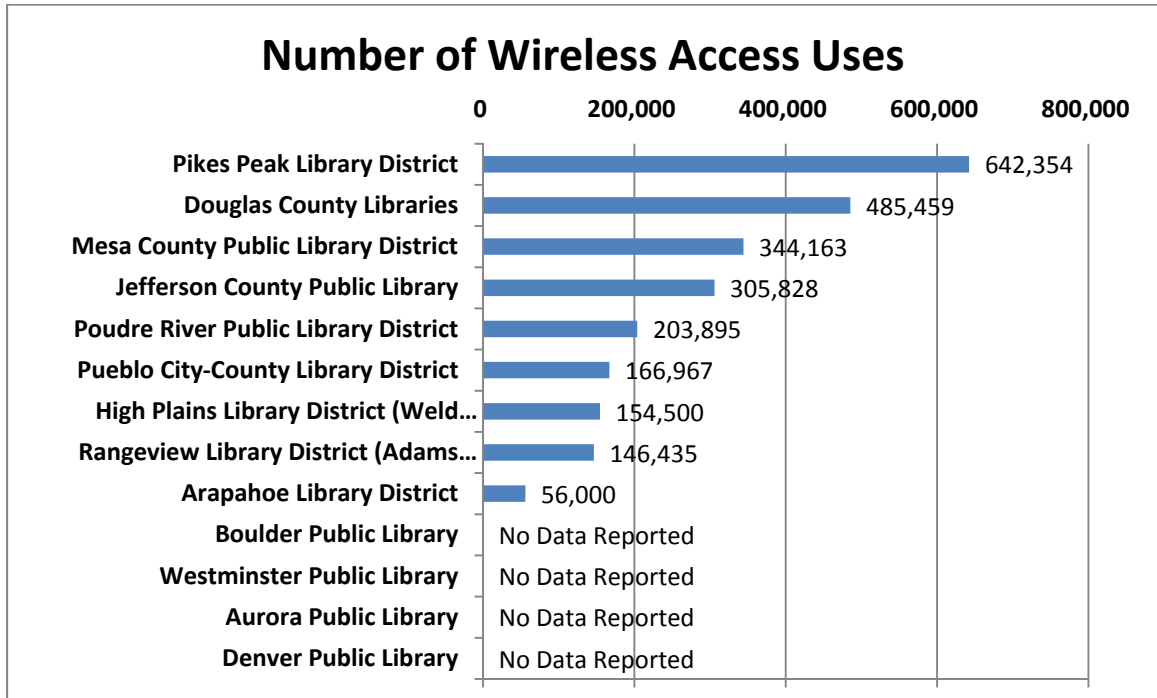 Number of Wireless Access Uses
0 200,000 400,000 600,000 800,000
Pikes Peak Library District 642,354
Douglas County Libraries 485,459
Mesa County Public Library District 344,163
Jefferson County Public Library 305,828
Poudre River Public Library District 203,895
Pueblo City-County Library District 166,967
High Plains Library District (Weld... 154,500
Rangeview Library District (Adams... 146,435
Arapahoe Library District 56,000
Boulder Public Library No Data Reported
Westminster Public Library No Data Reported
Aurora Public Library No Data Reported
Denver Public Library No Data Reported